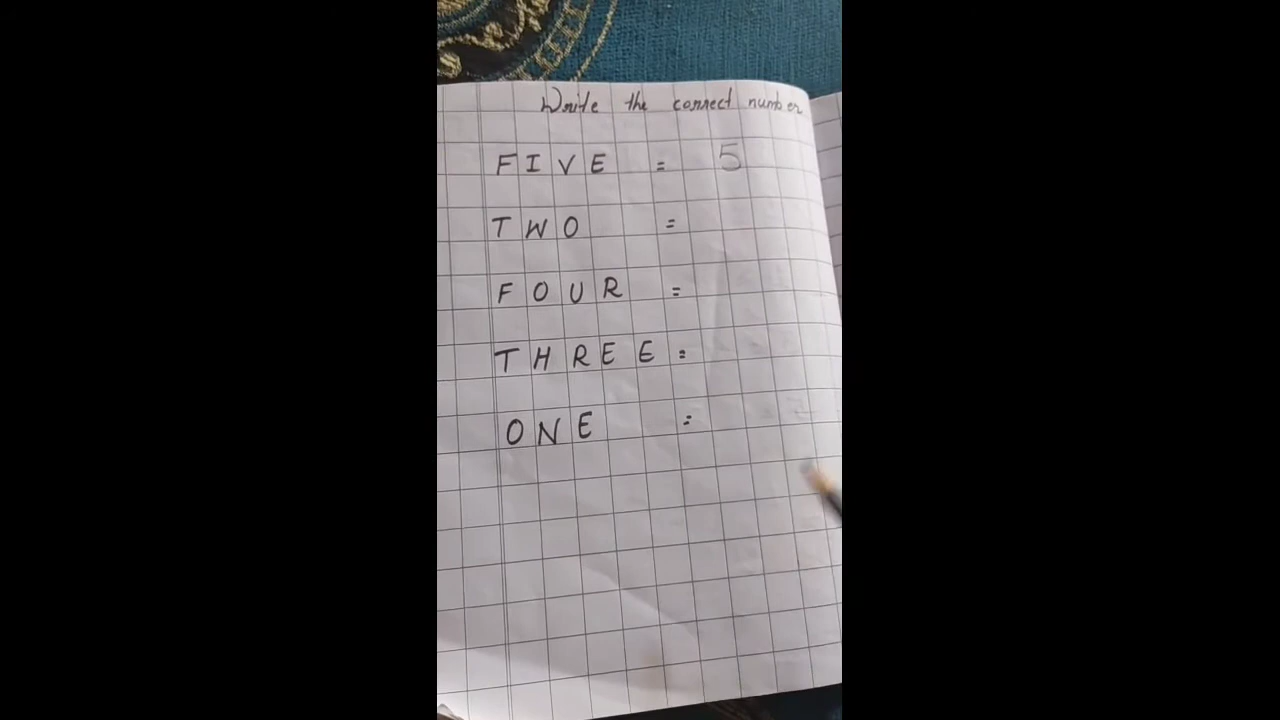 Write the correct number
FIVE = 5
TWO =
FOUR =
THREE =
ONE =